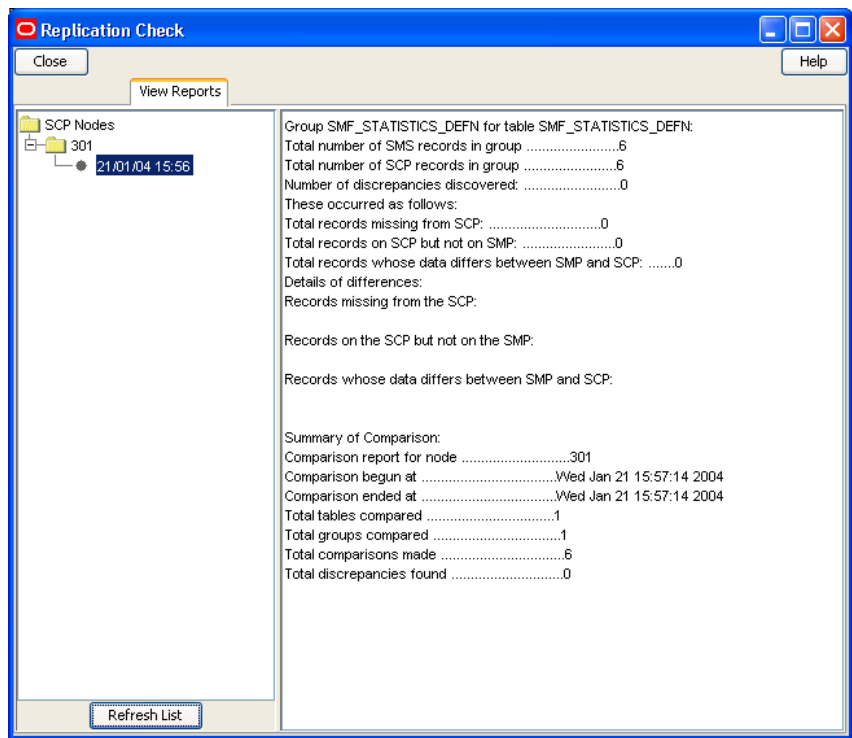 Replication Check
Close
Help
View Reports
SCP Nodes
301
21/01/04 15:56
Refresh List
Group SMF_STATISTICS_DEFN for table SMF_STATISTICS_DEFN:
Total number of SMS records in group .......................6
Total number of SCP records in group .......................6
Number of discrepancies discovered: ........................0
These occurred as follows:
Total records missing from SCP: ............................0
Total records on SCP but not on SMP: .......................0
Total records whose data differs between SMP and SCP: .......0
Details of differences:
Records missing from the SCP:
Records on the SCP but not on the SMP:
Records whose data differs between SMP and SCP:
Summary of Comparison:
Comparison report for node ...........................301
Comparison begun at ..................................Wed Jan 21 15:57:14 2004
Comparison ended at ..................................Wed Jan 21 15:57:14 2004
Total tables compared ................................1
Total groups compared ................................1
Total comparisons made ...............................6
Total discrepancies found ............................0